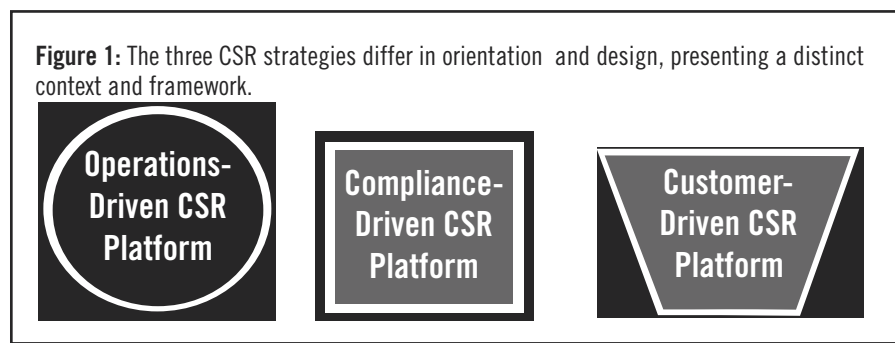 Figure 1: The three CSR strategies differ in orientation and design, presenting a distinct
context and framework.
Operations-
Driven CSR
Platform
Compliance-
Driven CSR
Platform
Customer-
Driven CSR
Platform